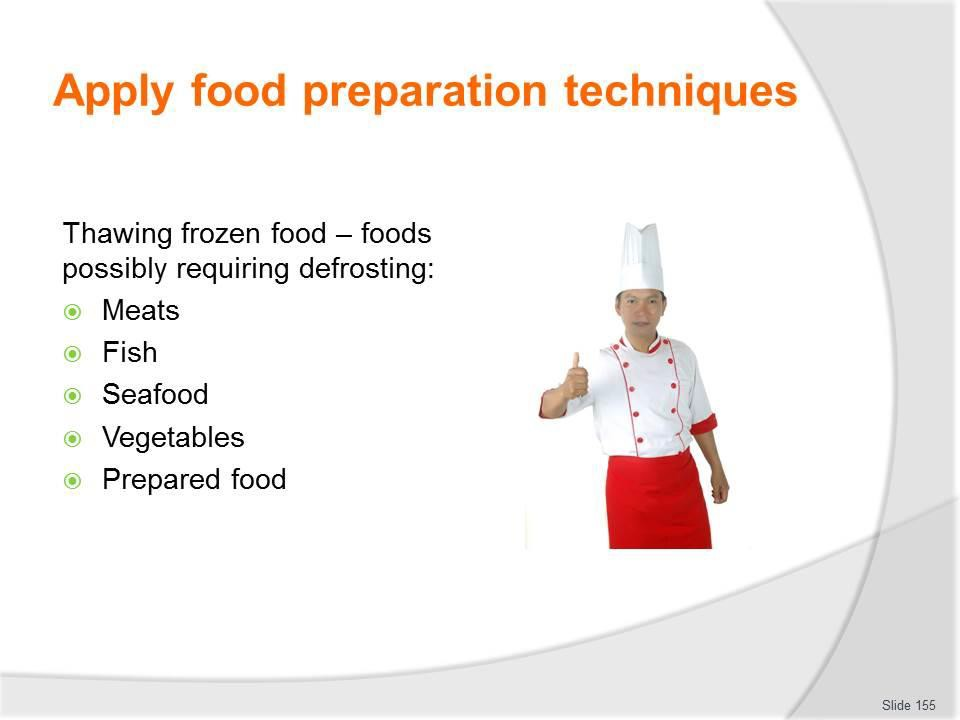 Apply food preparation techniques
Thawing frozen food – foods
possibly requiring defrosting:
Meats
Fish
Seafood
Vegetables
Prepared food
Slide 155